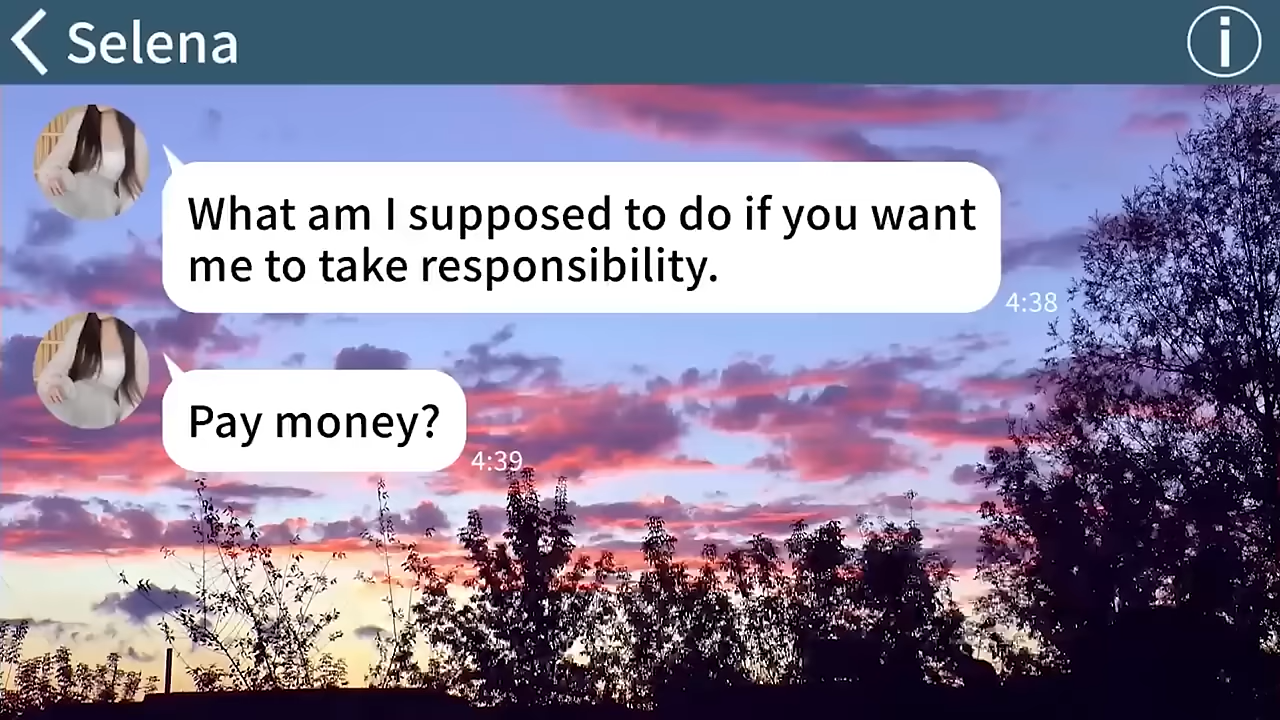 Selena
What am I supposed to do if you want
me to take responsibility.
4:38
Pay money?
4:39